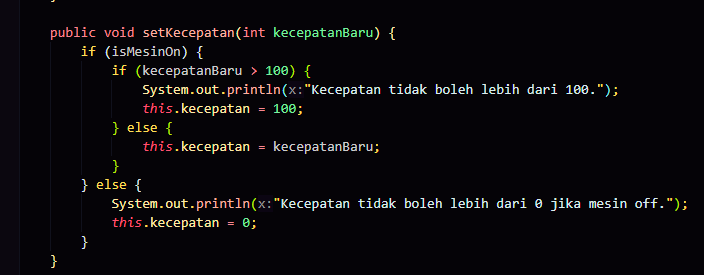 public void setKecepatan(int kecepatanBaru) {
if (isMesinOn) {
if (kecepatanBaru > 100) {
System.out.println(x:"Kecepatan tidak boleh lebih dari 100.");
this.kecepatan = 100;
} else {
this.kecepatan = kecepatanBaru;
}
} else {
System.out.println(x:"Kecepatan tidak boleh lebih dari 0 jika mesin off.");
this.kecepatan = 0;
}
}